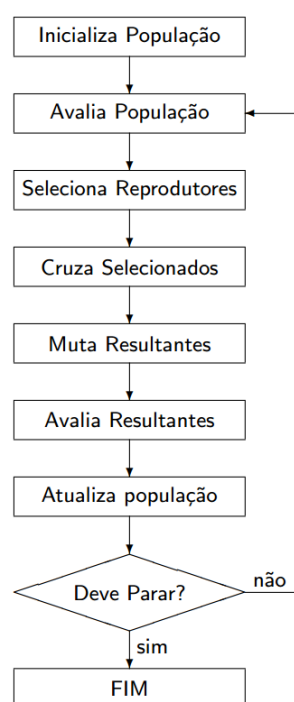 Inicializa População
Avalia População
Seleciona Reprodutores
Cruza Selecionados
Muta Resultantes
Avalia Resultantes
Atualiza população
Deve Parar?
não
sim
FIM